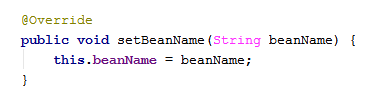 @Override
public void setBeanName(String beanName) {
    this.beanName = beanName;
}